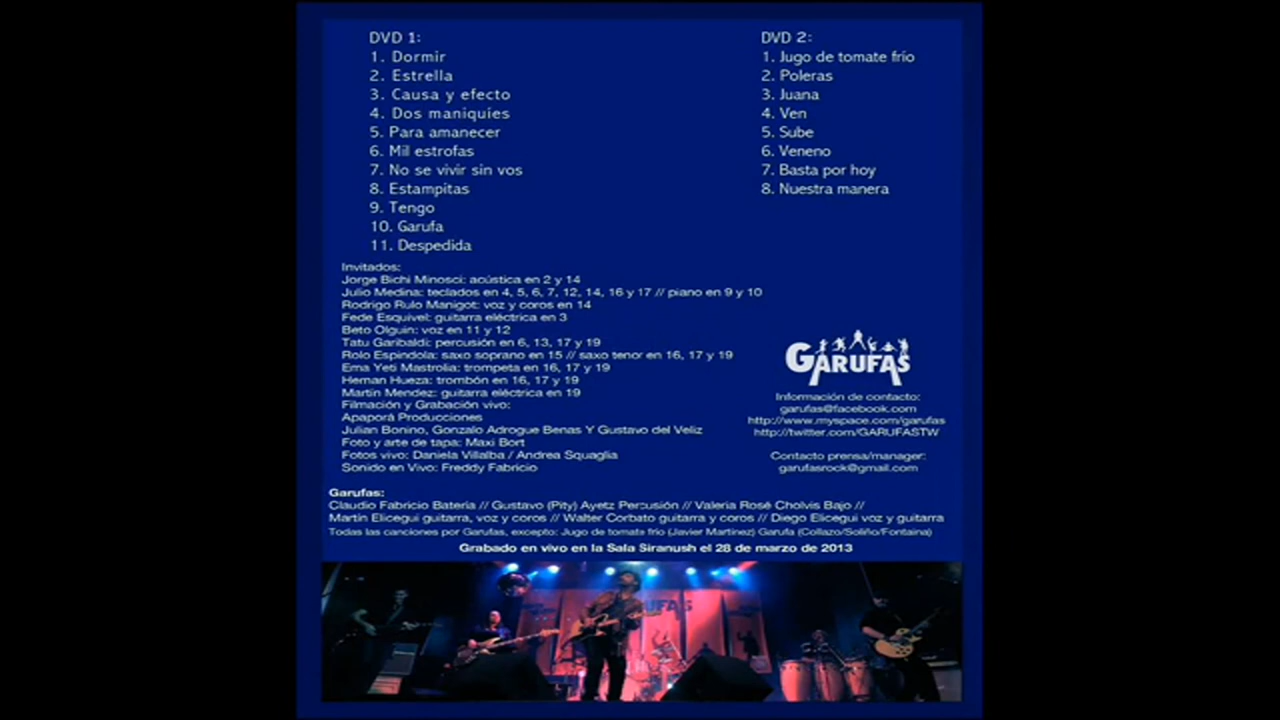 DVD 1:
1. Dormir
2. Estrella
3. Causa y efecto
4. Dos maniquíes
5. Para amanecer
6. Mil estrofas
7. No se vivir sin vos
8. Estampitas
9. Tengo
10. Garufa
11. Despedida
DVD 2:
1. Jugo de tomate frío
2. Poleras
3. Juana
4. Ven
5. Sube
6. Veneno
7. Basta por hoy
8. Nuestra manera
Invitados:
Jorge Bichi Minosci: acústica en 2 y 14
Julio Medina: teclados en 4, 5, 6, 7, 12, 14, 16 y 17 // piano en 9 y 10
Rodrigo Rulo Manigot: voz y coros en 14
Fede Esquivel: guitarra eléctrica en 3
Beto Olguin: voz en 11 y 12
Tatu Garibaldi: percusión en 6, 13, 17 y 19
Rolo Espindola: saxo soprano en 15 // saxo tenor en 16, 17 y 19
Ema Yeti Mastrolia: trompeta en 16, 17 y 19
Hernan Hueza: trombón en 16, 17 y 19
Martín Mendez: guitarra eléctrica en 19
Filmación y Grabación vivo:
Apaporá Producciones
Julian Bonino, Gonzalo Adrogue Benas Y Gustavo del Veliz
Foto y arte de tapa: Maxi Bort
Fotos vivo: Daniela Villalba / Andrea Squaglia
Sonido en Vivo: Freddy Fabricio
GARUFAS
Información de contacto:
garufas@facebook.com
http://www.myspace.com/garufas
http://twitter.com/GARUFASTW
Contacto prensa/manager:
garufasrock@gmail.com
Garufas:
Claudio Fabricio Batería // Gustavo (Pity) Ayetz Percusión // Valeria Rosé Cholvis Bajo //
Martín Elicegui guitarra, voz y coros // Walter Corbato guitarra y coros // Diego Elicegui voz y guitarra
Todas las canciones por Garufas, excepto: Jugo de tomate frío (Javier Martínez) Garufa (Collazo/Soliño/Fontaina)
Grabado en vivo en la Sala Siranush el 28 de marzo de 2013